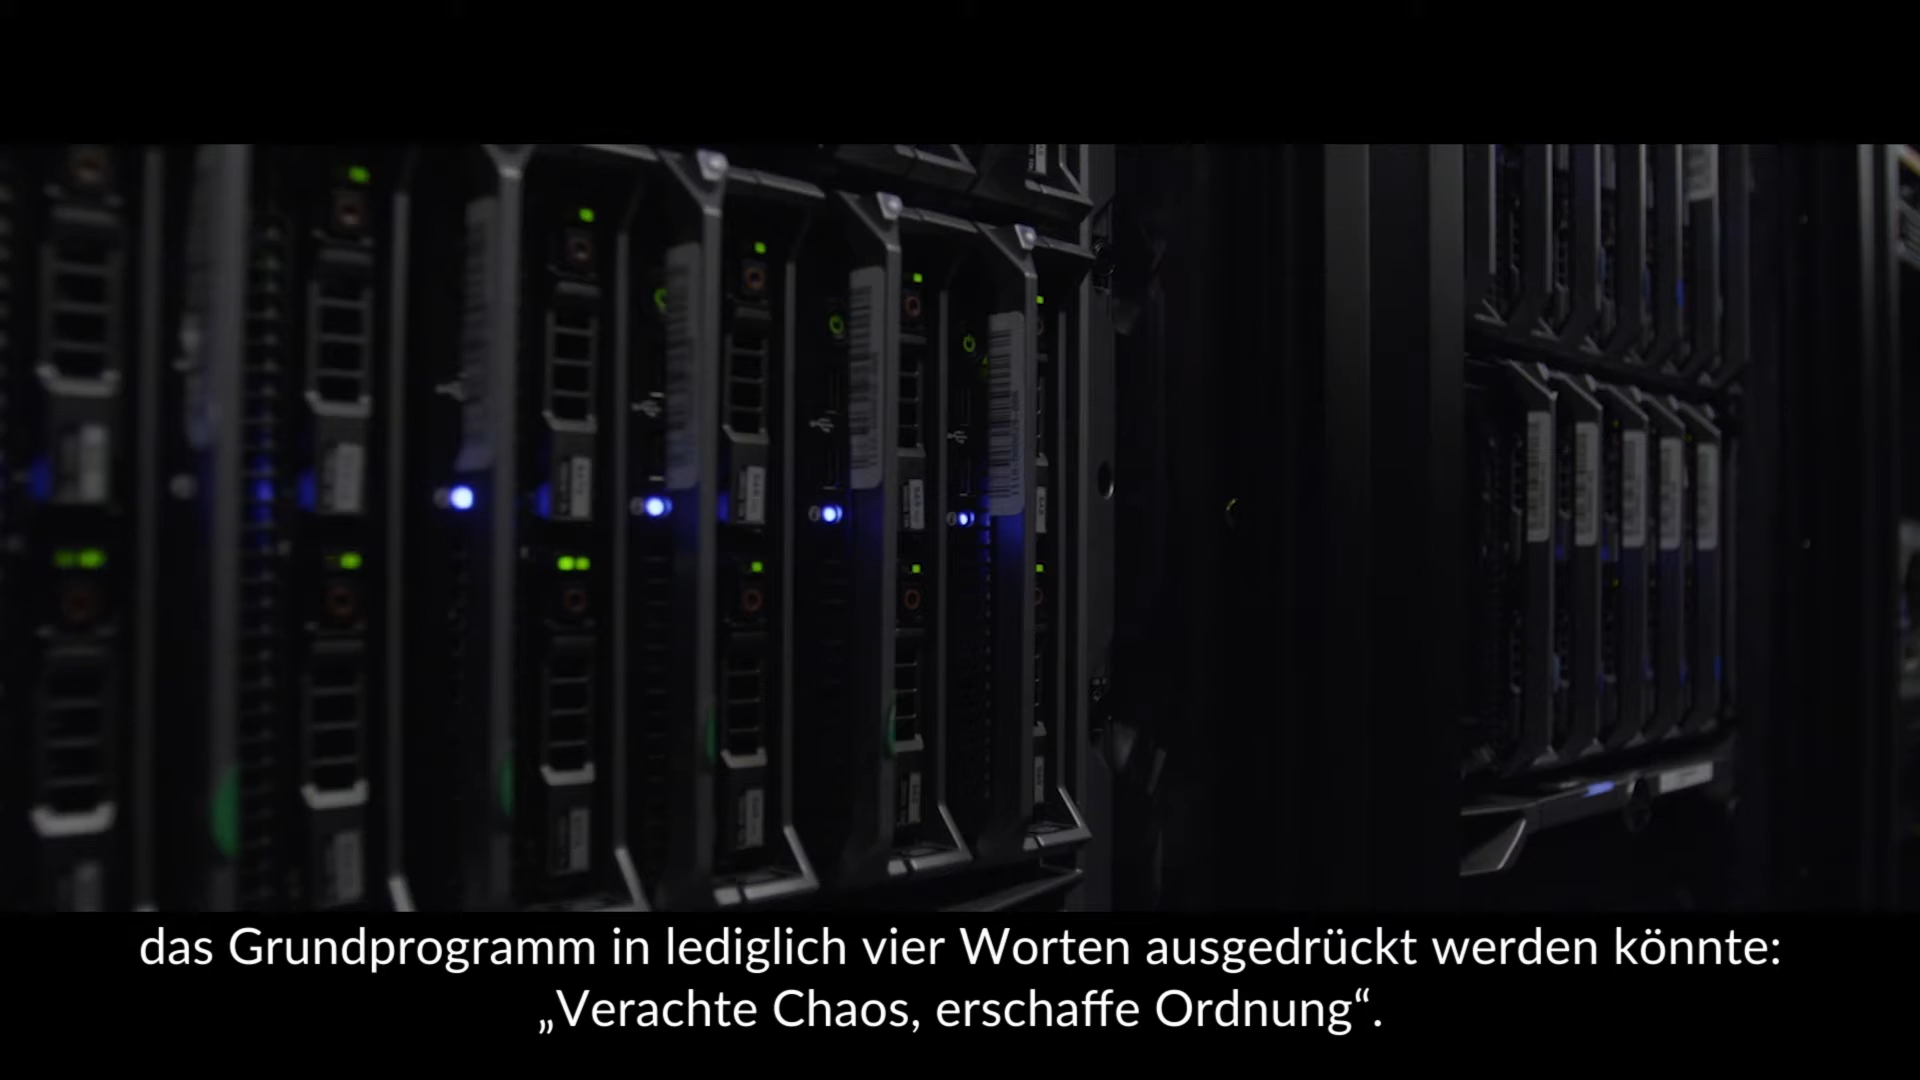 das Grundprogramm in lediglich vier Worten ausgedrückt werden könnte:
„Verachte Chaos, erschaffe Ordnung“.